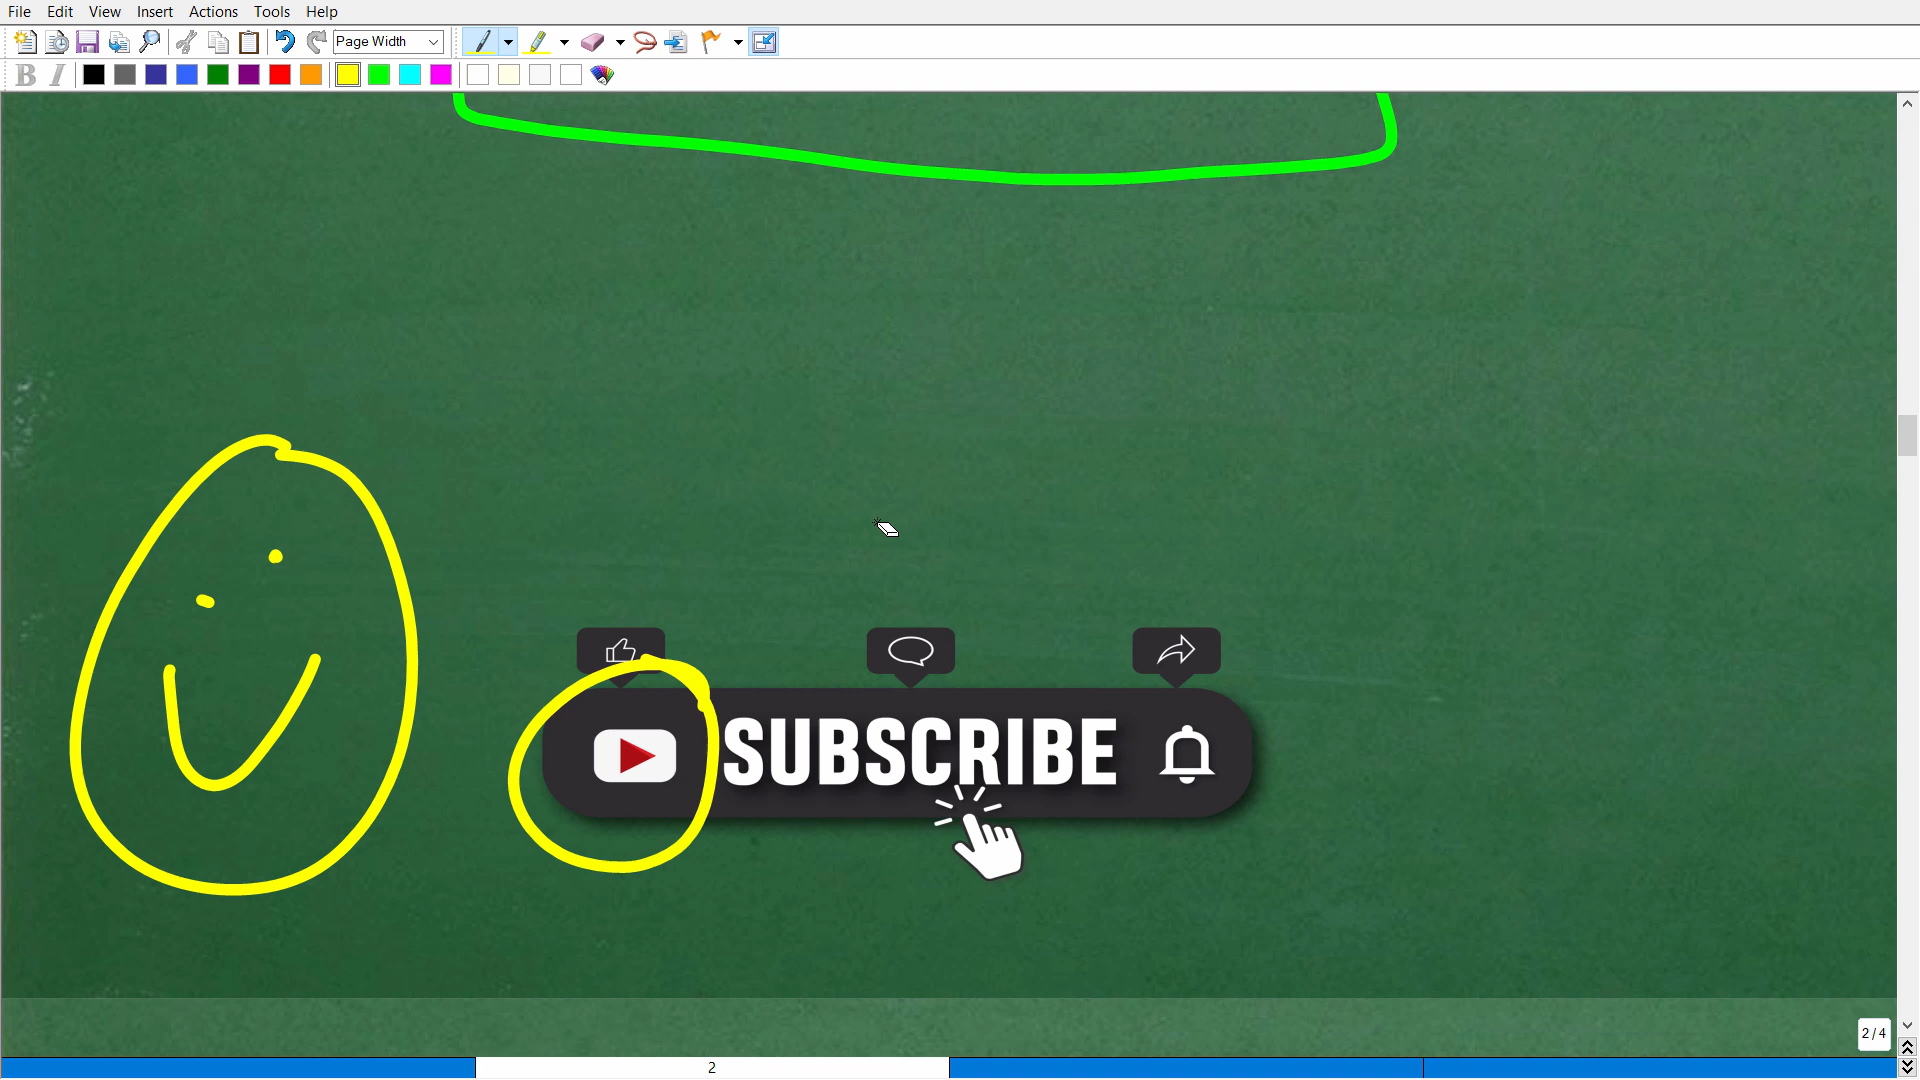 File Edit View Insert Actions Tools Help
Page Width
B I
SUBSCRIBE
2 / 4
2